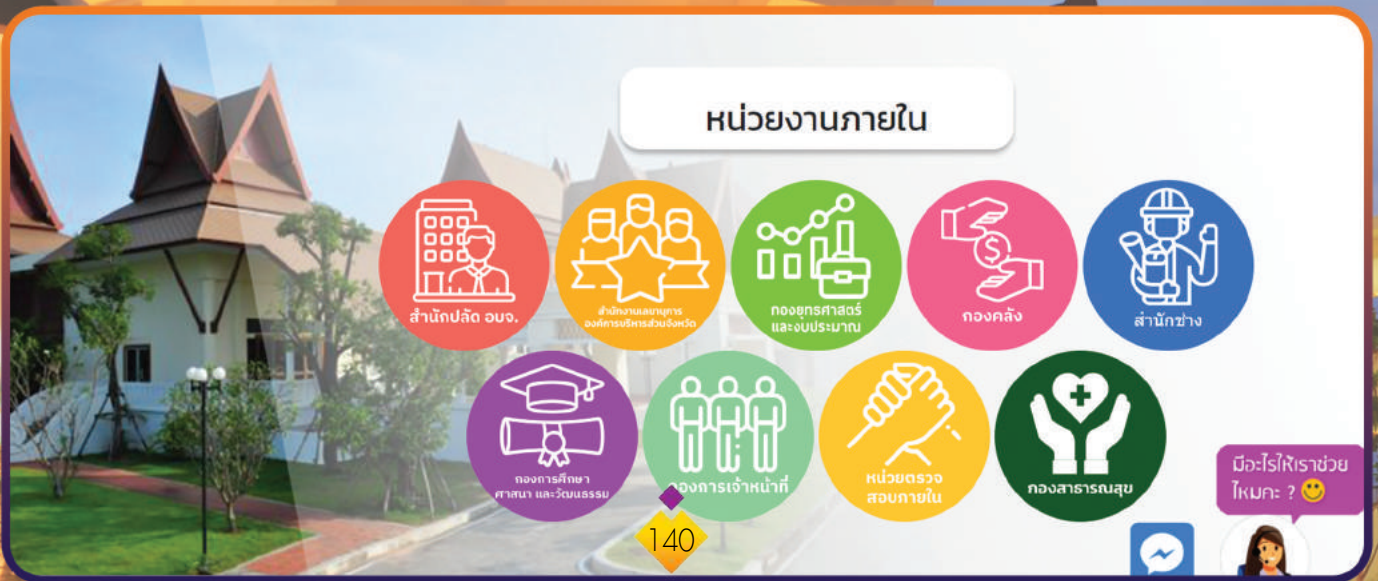 หน่วยงานภายใน
สำนักปลัด อบจ.
สำนักงานเลขานุการ
องค์การบริหารส่วนจังหวัด
กองยุทธศาสตร์
และงบประมาณ
กองคลัง
สำนักช่าง
กองการศึกษา
ศาสนา และวัฒนธรรม
กองการเจ้าหน้าที่
หน่วยตรวจ
สอบภายใน
กองสาธารณสุข
มีอะไรให้เราช่วย
ไหมคะ ?
140